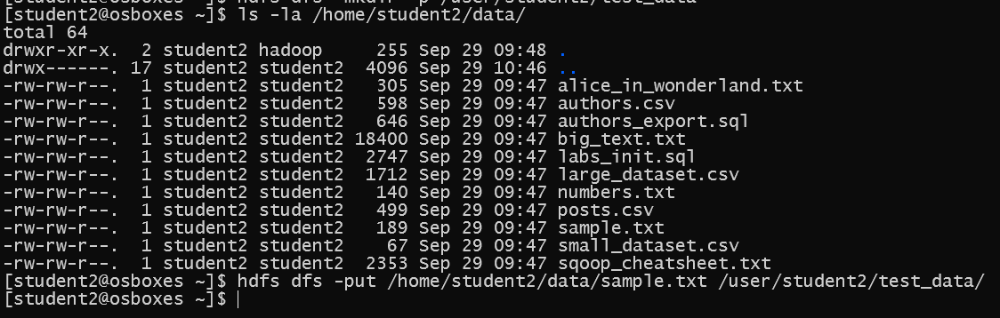 [student2@osboxes ~]$ hdfs dfs -mkdir -p /user/student2/test_data
[student2@osboxes ~]$ ls -la /home/student2/data/
total 64
drwxr-xr-x.  2 student2 hadoop     255 Sep 29 09:48 .
drwx------. 17 student2 student2  4096 Sep 29 10:46 ..
-rw-rw-r--.  1 student2 student2   305 Sep 29 09:47 alice_in_wonderland.txt
-rw-rw-r--.  1 student2 student2   598 Sep 29 09:47 authors.csv
-rw-rw-r--.  1 student2 student2   646 Sep 29 09:47 authors_export.sql
-rw-rw-r--.  1 student2 student2 18400 Sep 29 09:47 big_text.txt
-rw-rw-r--.  1 student2 student2  2747 Sep 29 09:47 labs_init.sql
-rw-rw-r--.  1 student2 student2  1712 Sep 29 09:47 large_dataset.csv
-rw-rw-r--.  1 student2 student2   140 Sep 29 09:47 numbers.txt
-rw-rw-r--.  1 student2 student2   499 Sep 29 09:47 posts.csv
-rw-rw-r--.  1 student2 student2   189 Sep 29 09:47 sample.txt
-rw-rw-r--.  1 student2 student2    67 Sep 29 09:47 small_dataset.csv
-rw-rw-r--.  1 student2 student2  2353 Sep 29 09:47 sqoop_cheatsheet.txt
[student2@osboxes ~]$ hdfs dfs -put /home/student2/data/sample.txt /user/student2/test_data/
[student2@osboxes ~]$